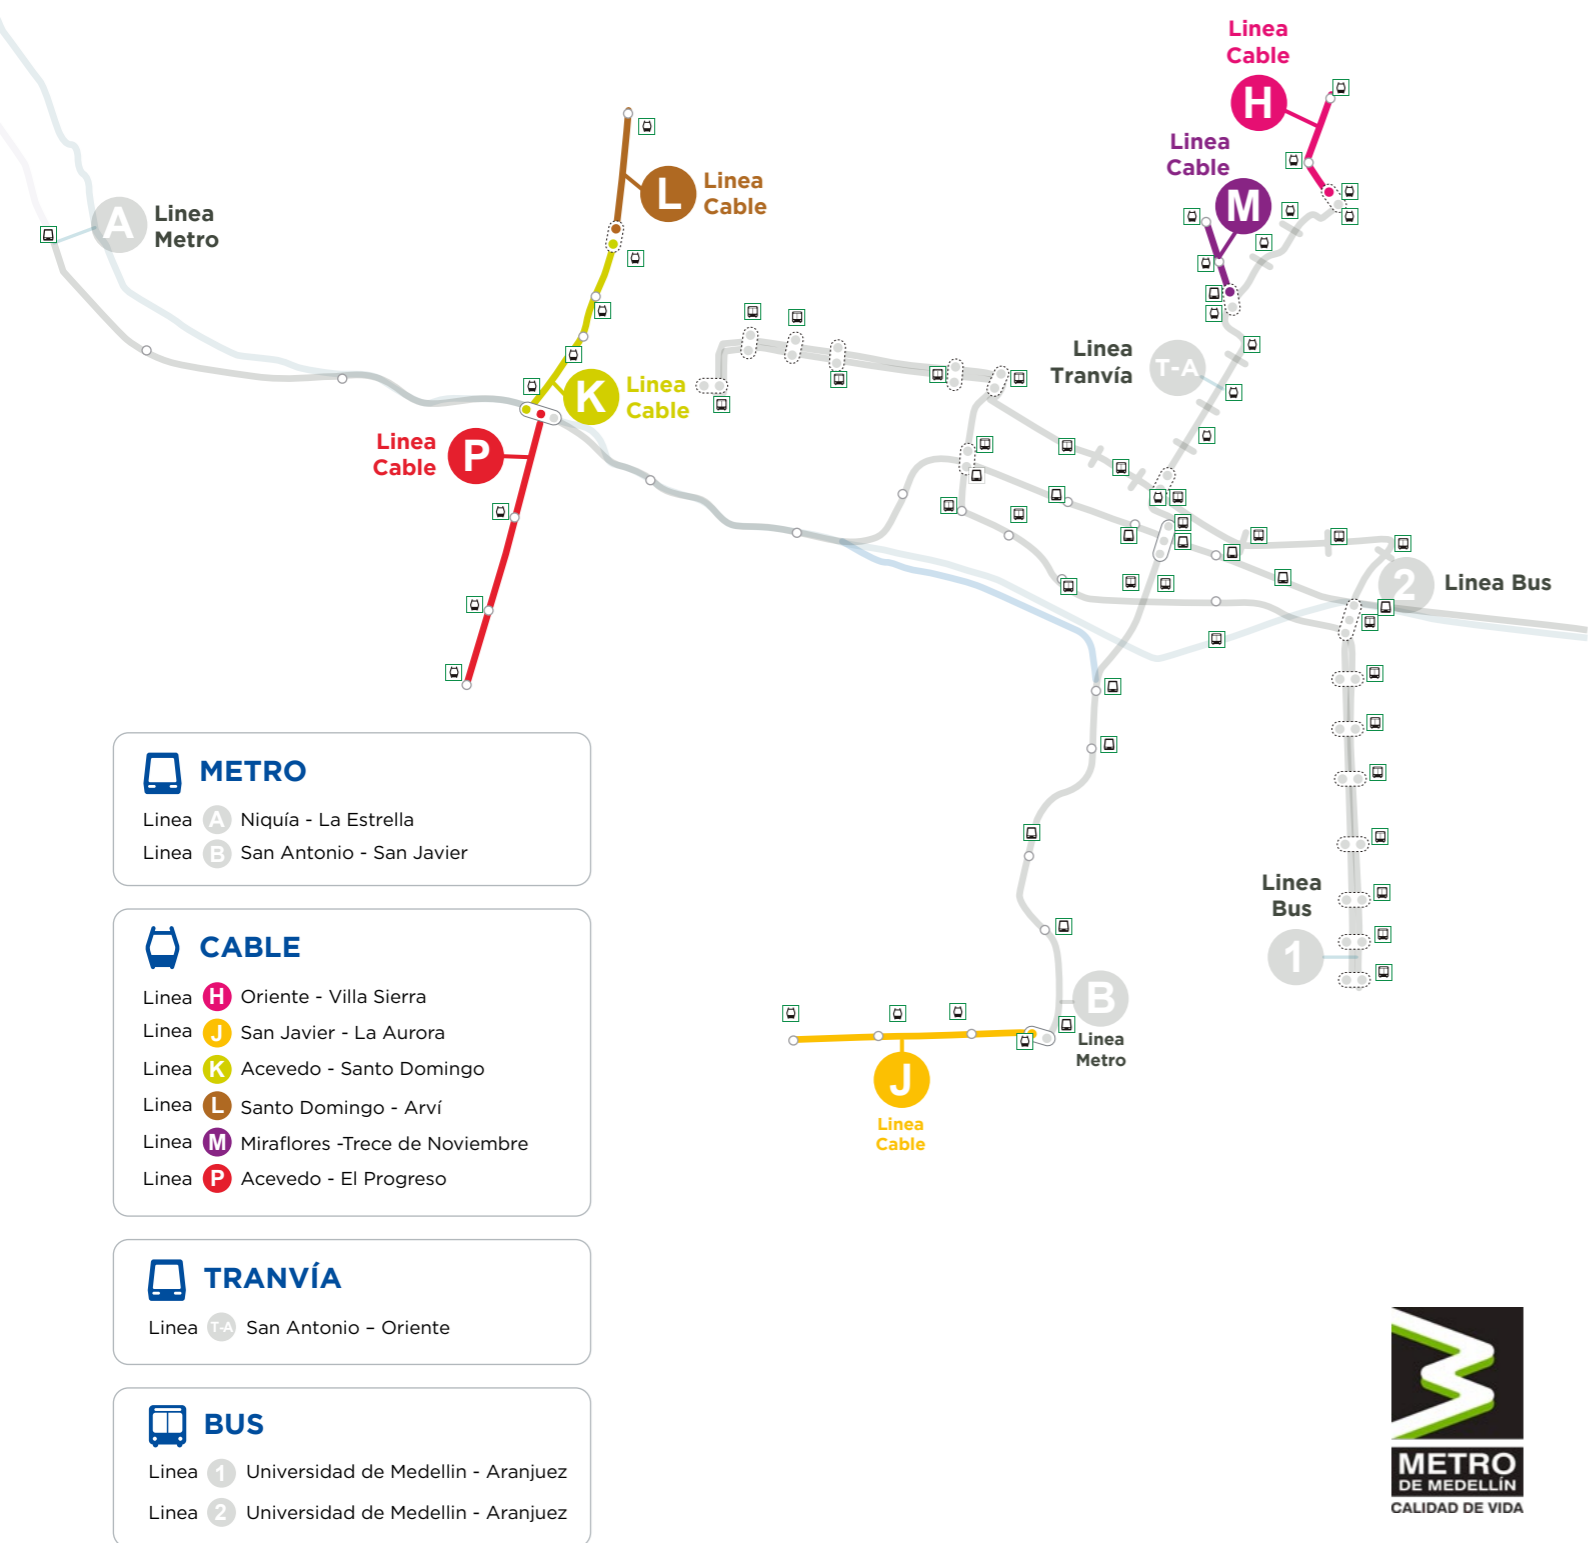 Linea
Cable
H
Linea
Cable
M
L
Linea
Cable
A
Linea
Metro
K
Linea
Cable
Linea
Tranvía
T-A
Linea
Cable
P
2
Linea Bus
Linea
Bus
1
B
Linea
Metro
J
Linea
Cable
METRO
Linea A Niquía - La Estrella
Linea B San Antonio - San Javier
CABLE
Linea H Oriente - Villa Sierra
Linea J San Javier - La Aurora
Linea K Acevedo - Santo Domingo
Linea L Santo Domingo - Arví
Linea M Miraflores -Trece de Noviembre
Linea P Acevedo - El Progreso
TRANVÍA
Linea T-A San Antonio – Oriente
BUS
Linea 1 Universidad de Medellin - Aranjuez
Linea 2 Universidad de Medellin - Aranjuez
METRO
DE MEDELLÍN
CALIDAD DE VIDA